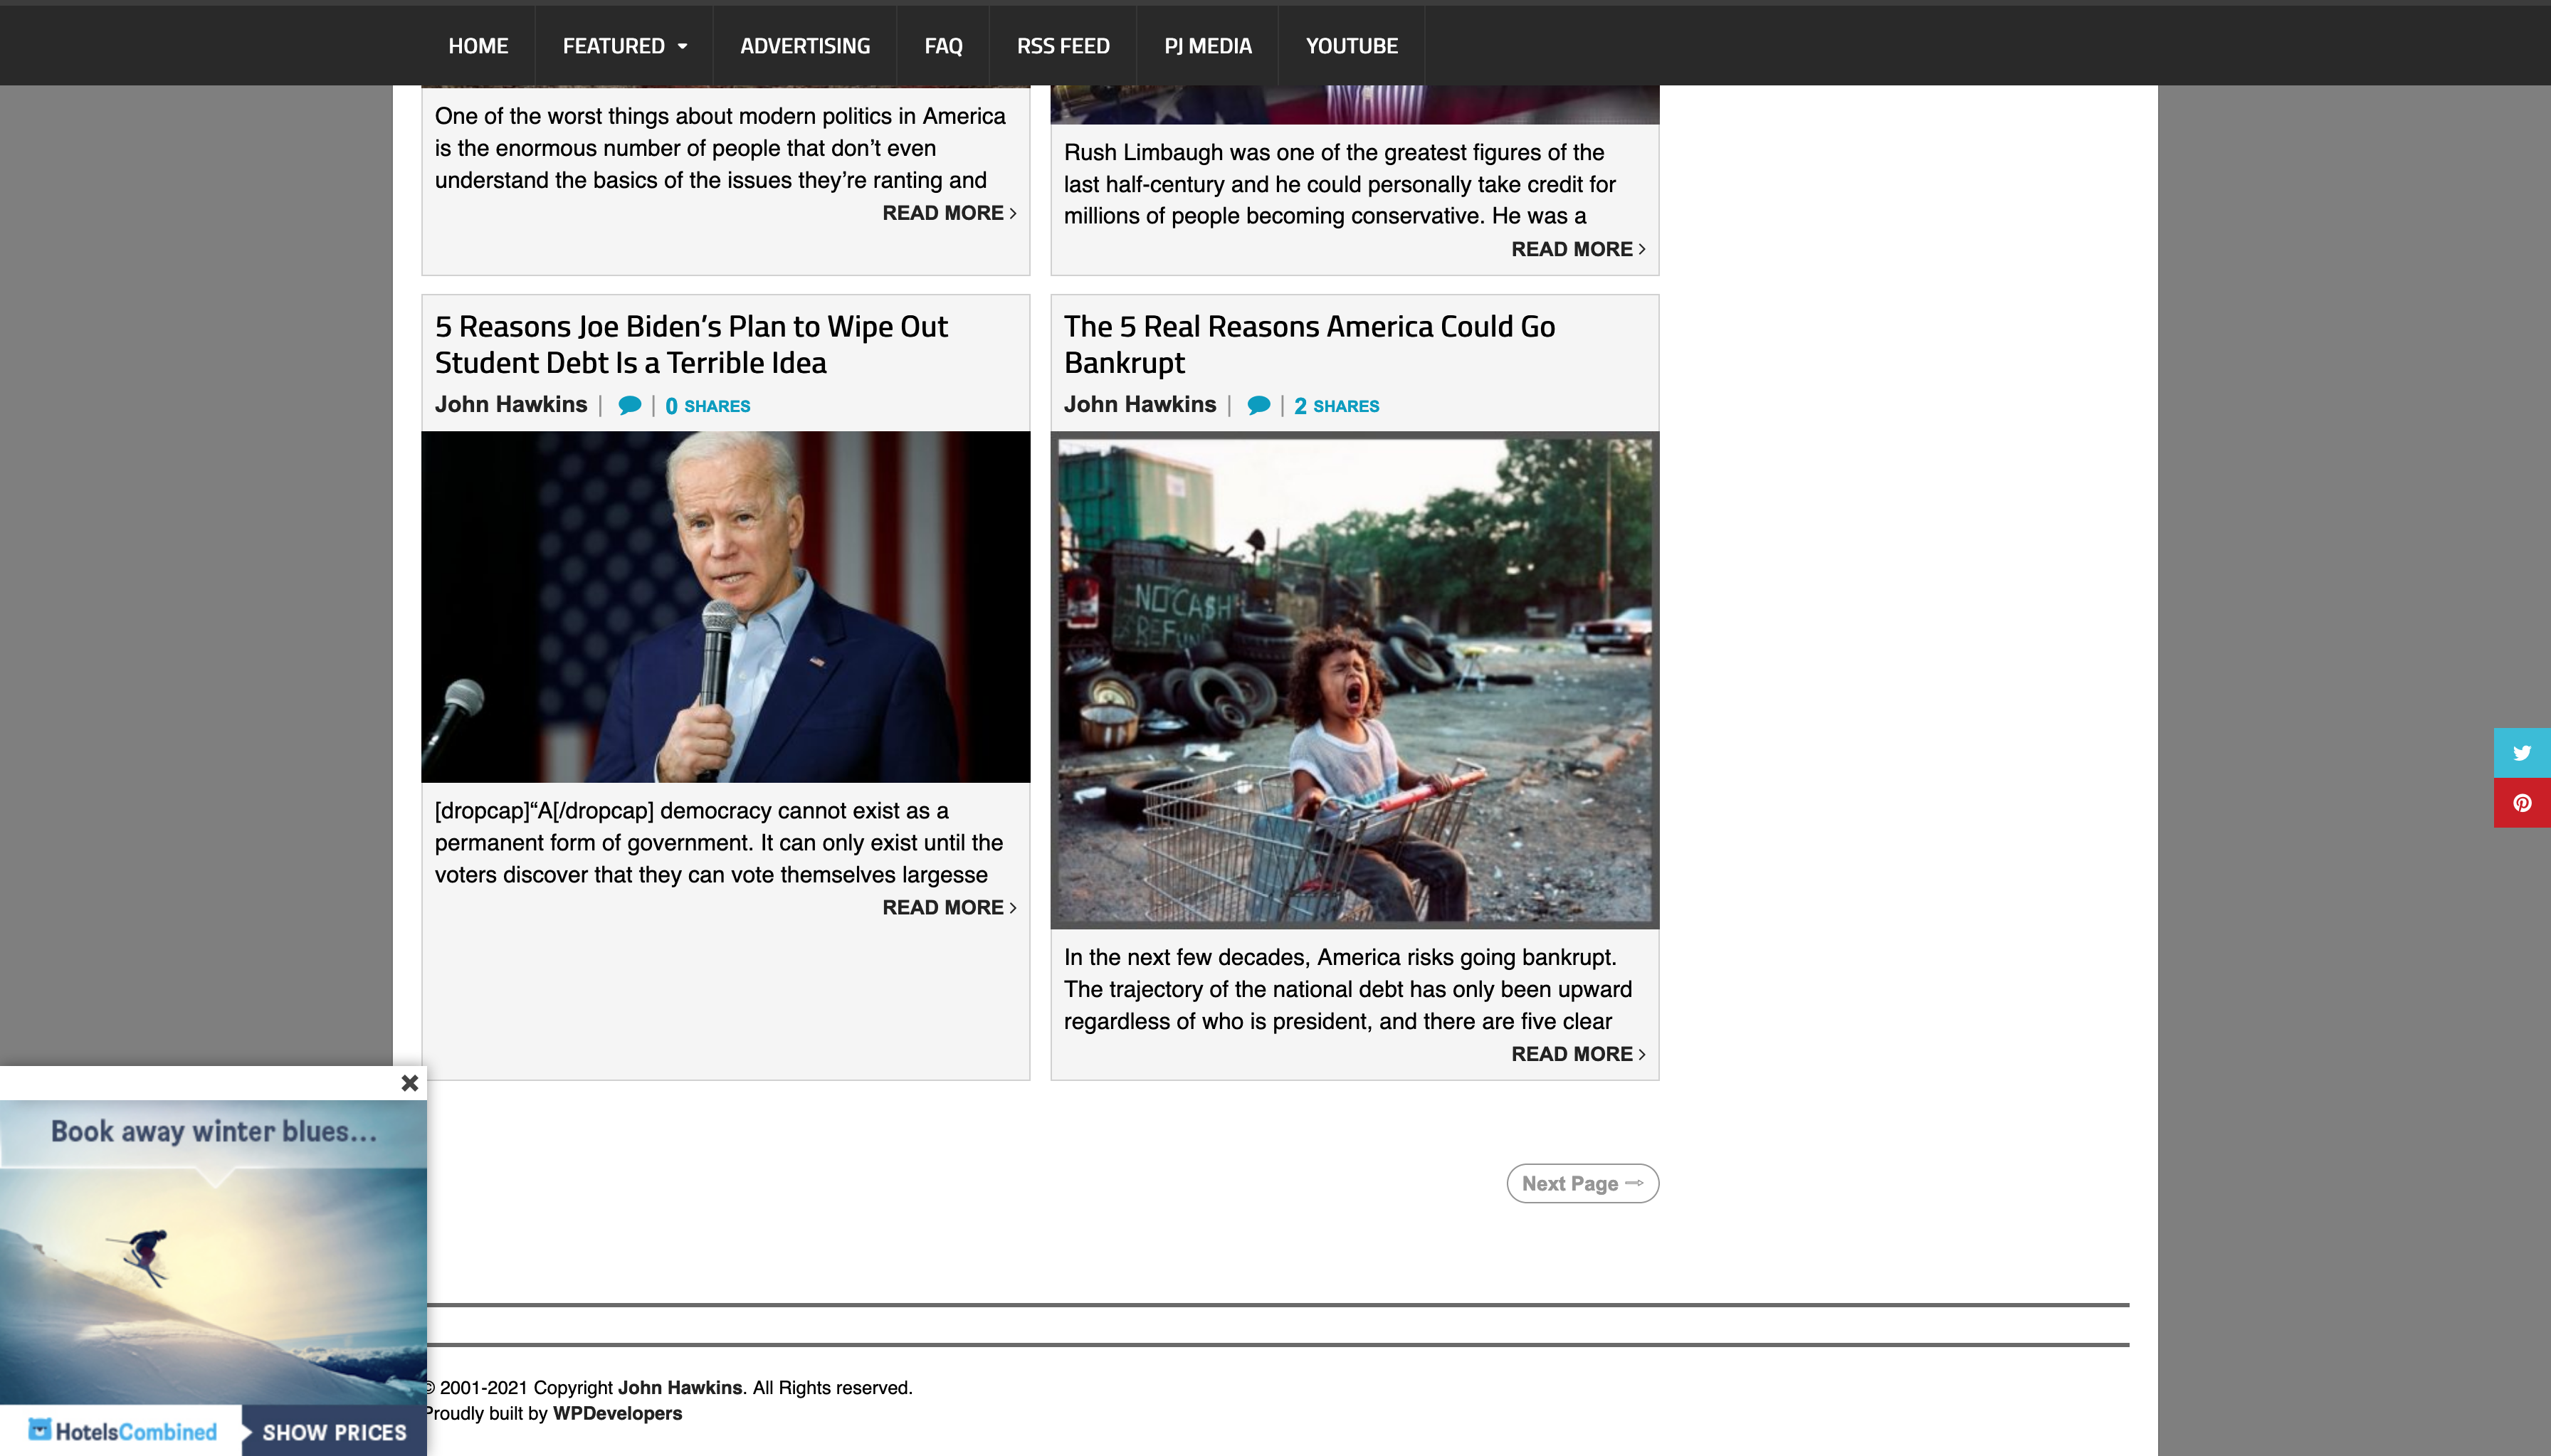 HOME
FEATURED
ADVERTISING
FAQ
RSS FEED
PJ MEDIA
YOUTUBE
One of the worst things about modern politics in America
is the enormous number of people that don’t even
understand the basics of the issues they’re ranting and
READ MORE
Rush Limbaugh was one of the greatest figures of the
last half-century and he could personally take credit for
millions of people becoming conservative. He was a
READ MORE
5 Reasons Joe Biden’s Plan to Wipe Out
Student Debt Is a Terrible Idea
John Hawkins | | 0 SHARES
[dropcap]“A[/dropcap] democracy cannot exist as a
permanent form of government. It can only exist until the
voters discover that they can vote themselves largesse
READ MORE
The 5 Real Reasons America Could Go
Bankrupt
John Hawkins | | 2 SHARES
NO CA$H
REFUND
In the next few decades, America risks going bankrupt.
The trajectory of the national debt has only been upward
regardless of who is president, and there are five clear
READ MORE
Next Page
Book away winter blues...
HotelsCombined
SHOW PRICES
© 2001-2021 Copyright John Hawkins. All Rights reserved.
Proudly built by WPDevelopers